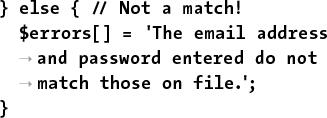 } else { // Not a match!
$errors[] = 'The email address
→ and password entered do not
→ match those on file.';
}